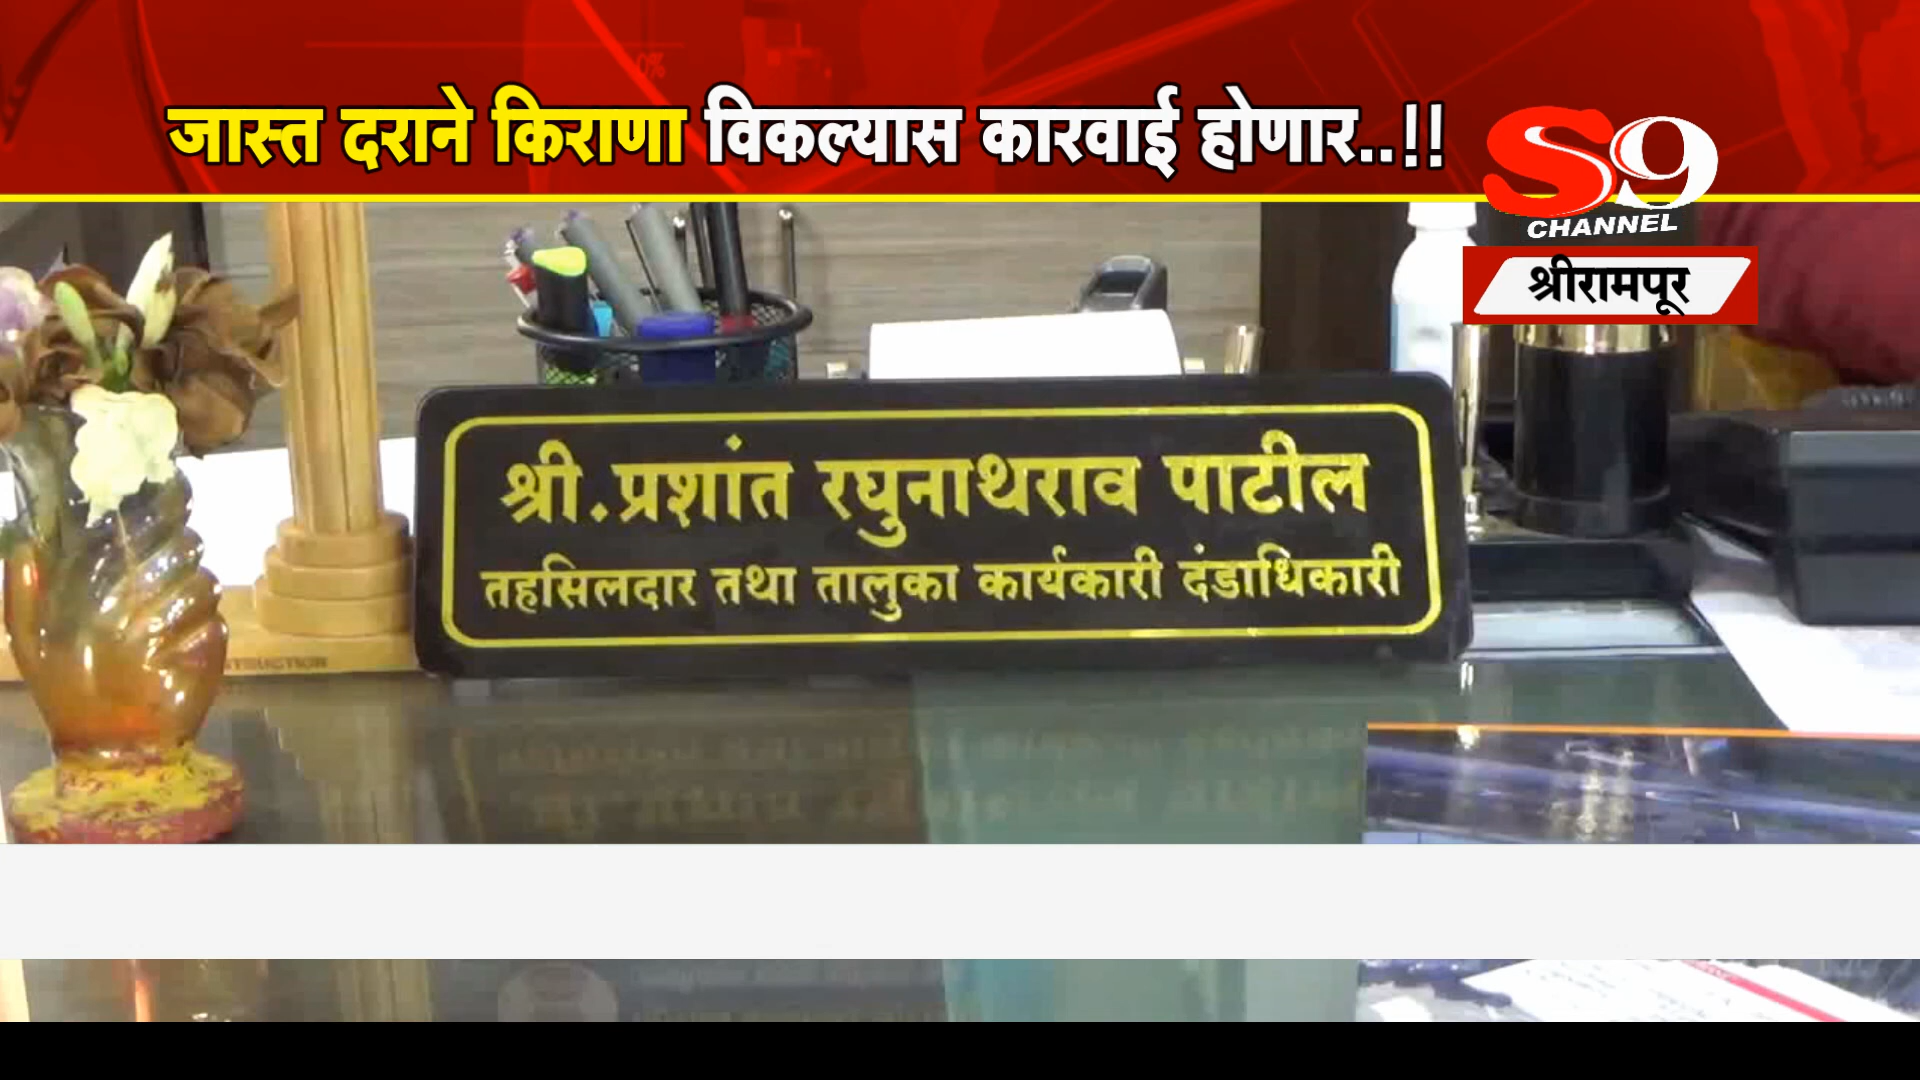 जास्त दराने किराणा विकल्यास कारवाई होणार..!!
S9
CHANNEL
श्रीरामपूर
श्री.प्रशांत रघुनाथराव पाटील
तहसिलदार तथा तालुका कार्यकारी दंडाधिकारी